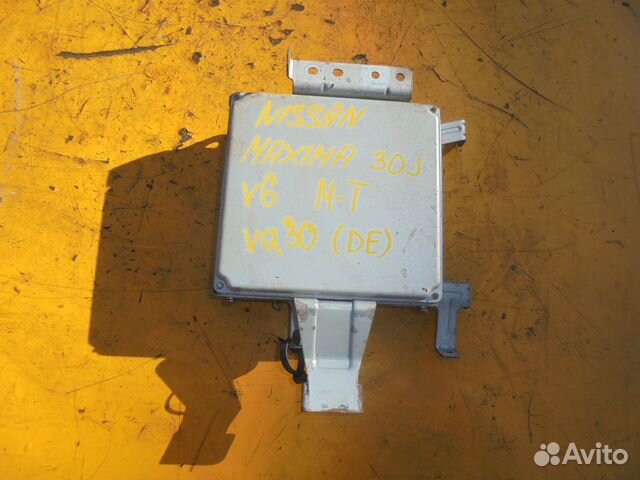 NISSAN
MAXIMA 30J
V6 M-T
VQ30 (DE)
Avito